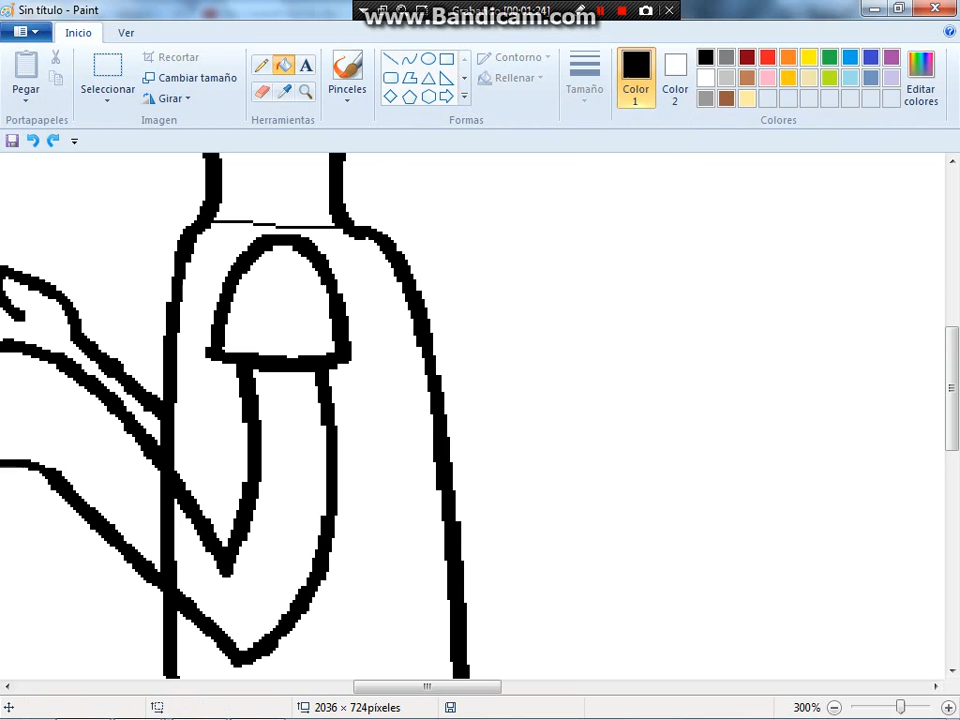 Sin título - Paint
www.Bandicam.com
Inicio
Ver
Pegar
Portapapeles
Seleccionar
Recortar
Cambiar tamaño
Girar
Imagen
A
Herramientas
Pinceles
Contorno
Rellenar
Formas
Tamaño
Color 1
Color 2
Editar colores
Colores
2036 × 724píxeles
300%